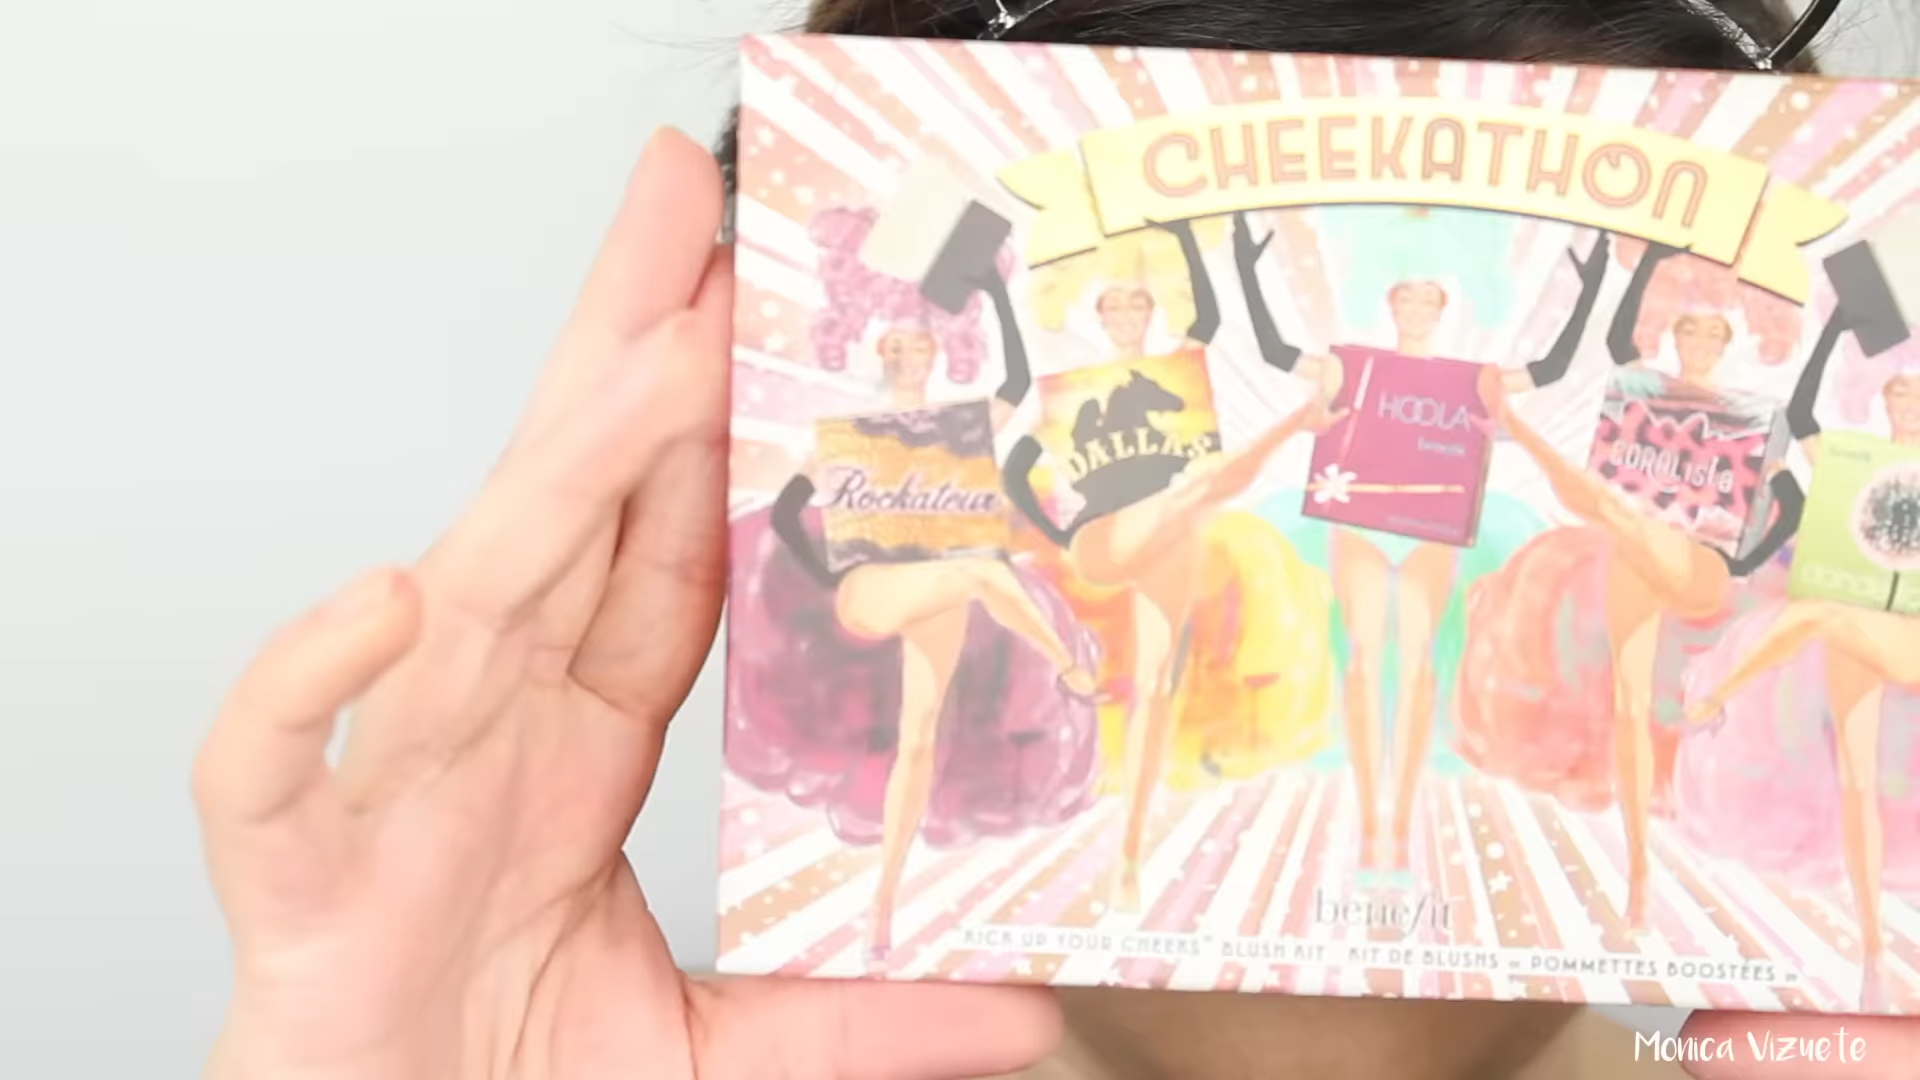 CHEEKATHON
Rockateur
DALLAS
HOOLA
benefit
CORALista
benefit
"KICK UP YOUR CHEEKS" BLUSH KIT KIT DE BLUSHS « POMMETTES BOOSTÉES »
Monica Vizuete